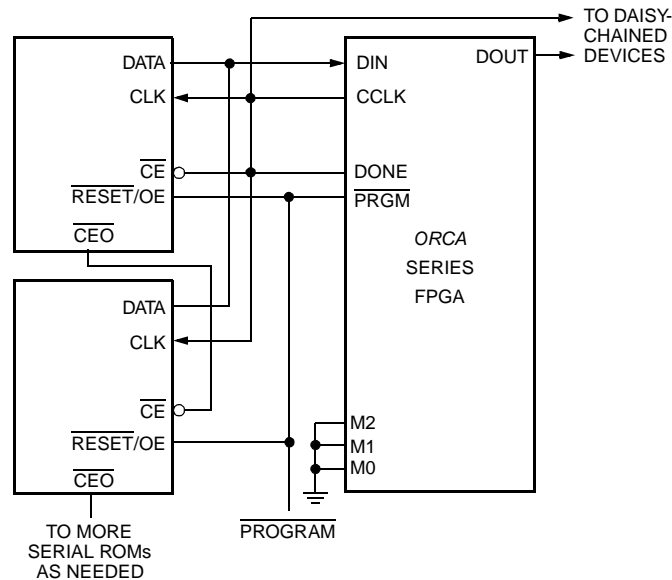 TO DAISY-
CHAINED
DEVICES
DATA
DIN
DOUT
CLK
CCLK
CE
DONE
RESET/OE
PRGM
CEO
ORCA
SERIES
FPGA
DATA
CLK
CE
M2
RESET/OE
M1
M0
CEO
TO MORE
SERIAL ROMs
AS NEEDED
PROGRAM